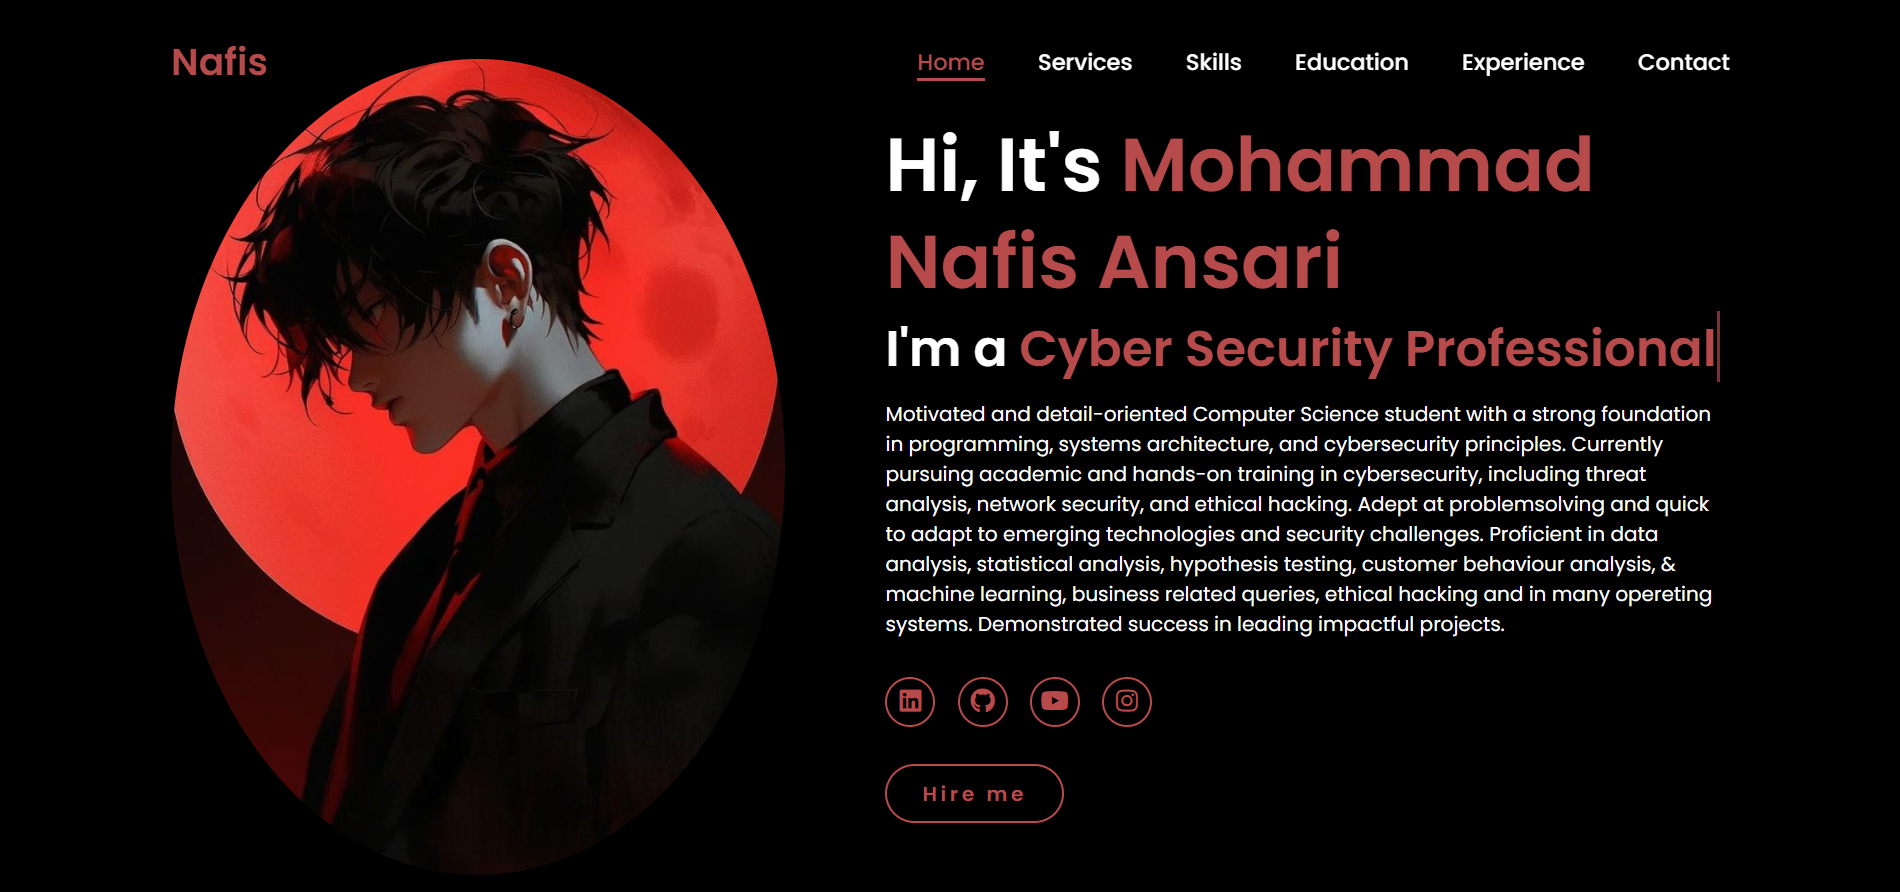 Nafis
Home Services Skills Education Experience Contact
Hi, It's Mohammad
Nafis Ansari
I'm a Cyber Security Professional
Motivated and detail-oriented Computer Science student with a strong foundation
in programming, systems architecture, and cybersecurity principles. Currently
pursuing academic and hands-on training in cybersecurity, including threat
analysis, network security, and ethical hacking. Adept at problemsolving and quick
to adapt to emerging technologies and security challenges. Proficient in data
analysis, statistical analysis, hypothesis testing, customer behaviour analysis, &
machine learning, business related queries, ethical hacking and in many opereting
systems. Demonstrated success in leading impactful projects.
Hire me